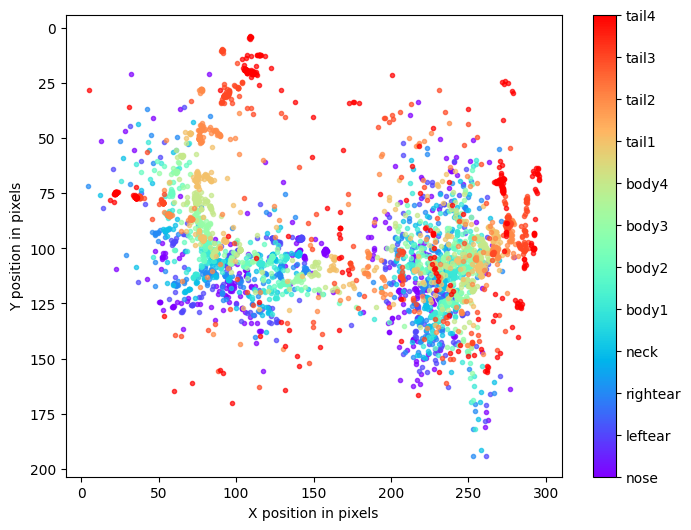 0
25
50
75
100
125
150
175
200
Y position in pixels
0
50
100
150
200
250
300
X position in pixels
tail4
tail3
tail2
tail1
body4
body3
body2
body1
neck
rightear
leftear
nose